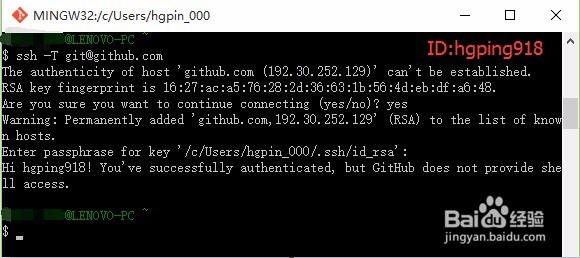 MINGW32:/c/Users/hgpin_000
@LENOVO-PC ~
$ ssh -T git@github.com
ID:hgping918
The authenticity of host 'github.com (192.30.252.129)' can't be established.
RSA key fingerprint is 16:27:ac:a5:76:28:2d:36:63:1b:56:4d:eb:df:a6:48.
Are you sure you want to continue connecting (yes/no)? yes
Warning: Permanently added 'github.com,192.30.252.129' (RSA) to the list of know
n hosts.
Enter passphrase for key '/c/Users/hgpin_000/.ssh/id_rsa':
Hi hgping918! You've successfully authenticated, but GitHub does not provide she
ll access.
@LENOVO-PC ~
$
Baidu 经验
jingyan.baidu.com